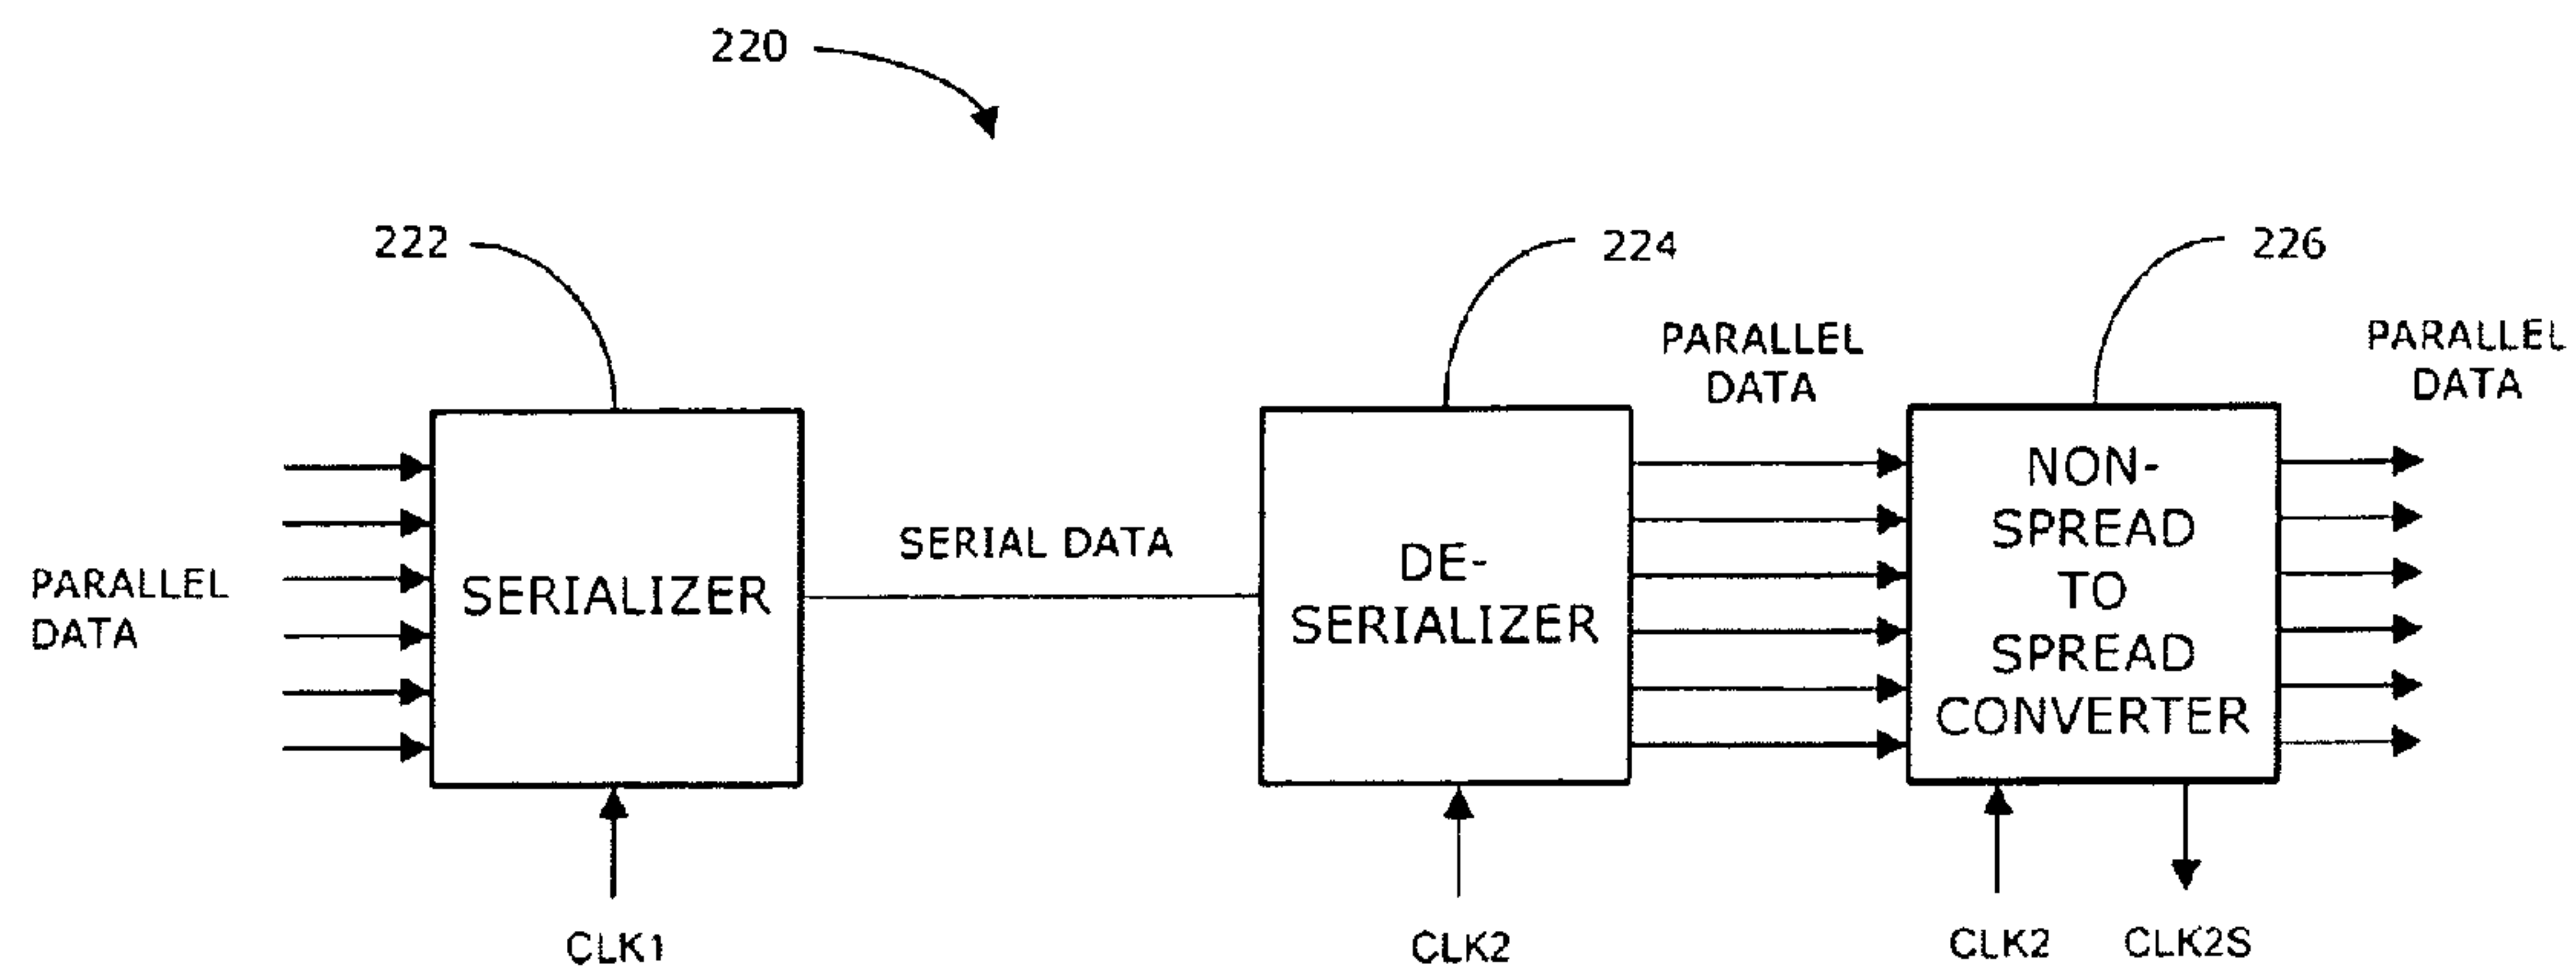 220
222
224
226
PARALLEL
DATA
PARALLEL
DATA
SERIAL DATA
PARALLEL
DATA
SERIALIZER
DE-
SERIALIZER
NON-
SPREAD
TO
SPREAD
CONVERTER
CLK1
CLK2
CLK2
CLK2S